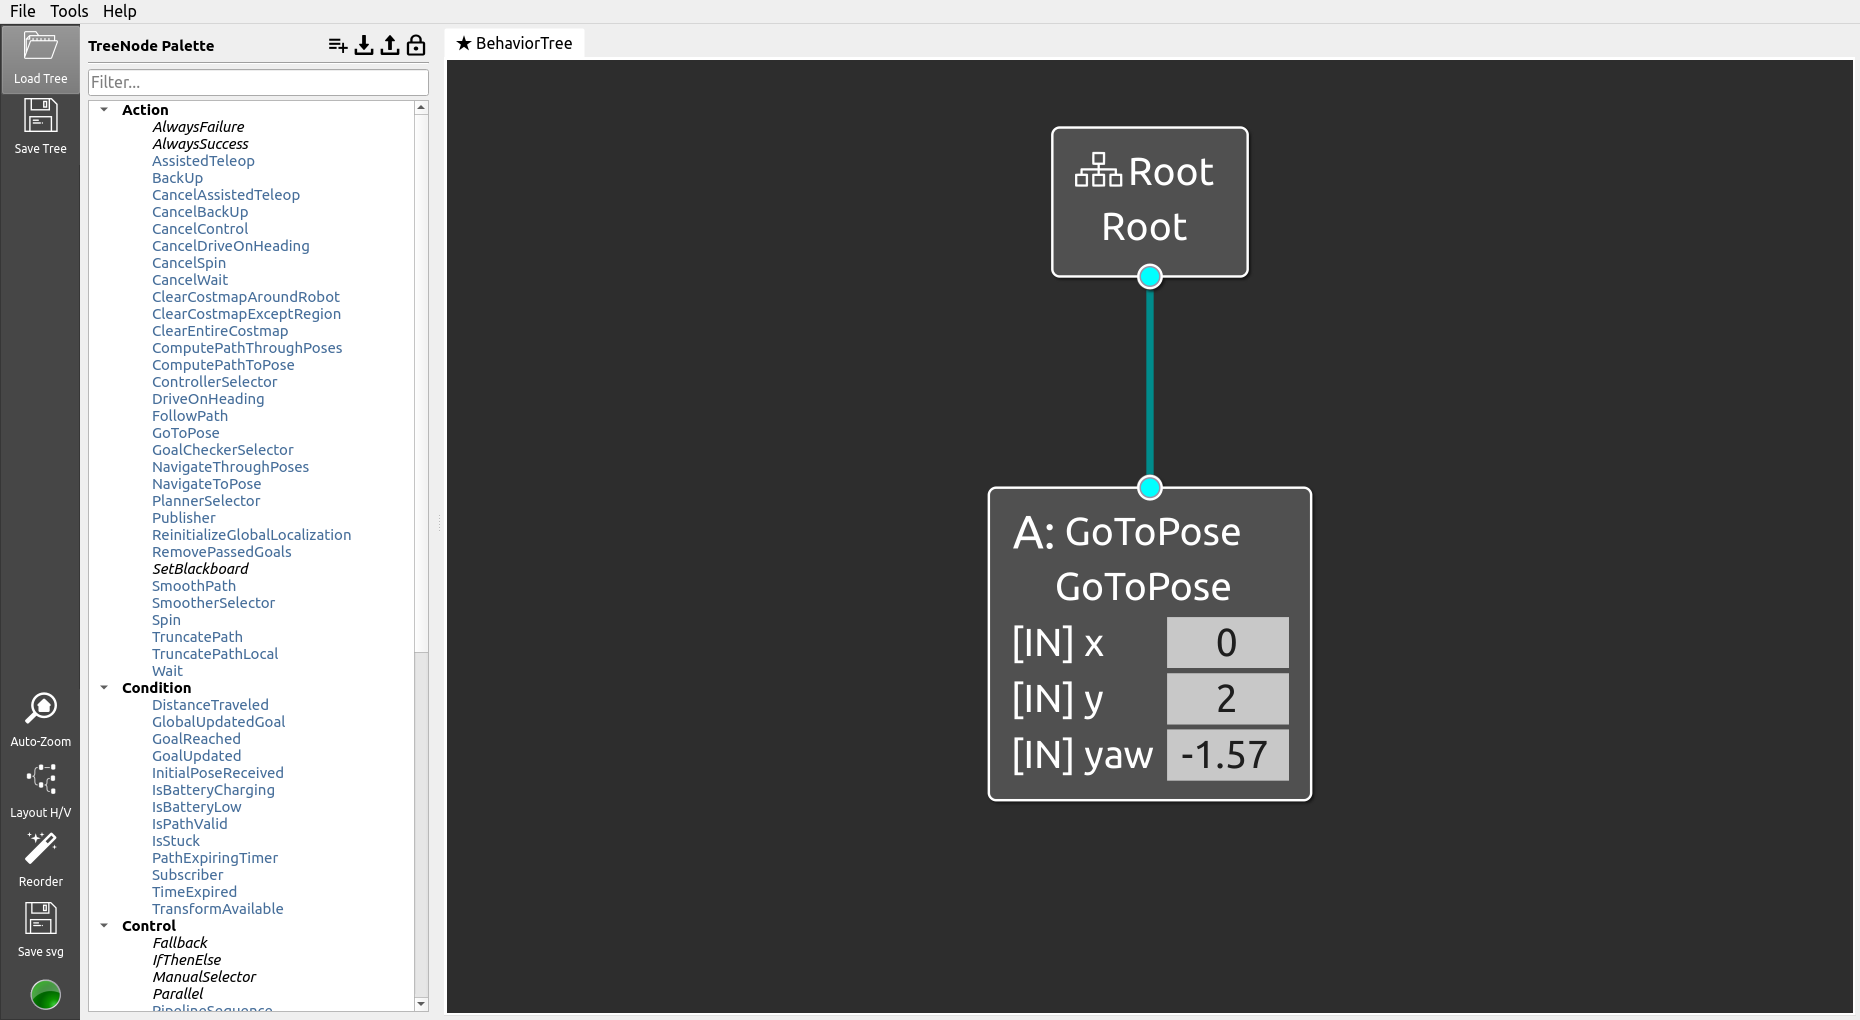 File Tools Help
Load Tree
Save Tree
Auto-Zoom
Layout H/V
Reorder
Save svg
TreeNode Palette
Filter...
Action
AlwaysFailure
AlwaysSuccess
AssistedTeleop
BackUp
CancelAssistedTeleop
CancelBackUp
CancelControl
CancelDriveOnHeading
CancelSpin
CancelWait
ClearCostmapAroundRobot
ClearCostmapExceptRegion
ClearEntireCostmap
ComputePathThroughPoses
ComputePathToPose
ControllerSelector
DriveOnHeading
FollowPath
GoToPose
GoalCheckerSelector
NavigateThroughPoses
NavigateToPose
PlannerSelector
Publisher
ReinitializeGlobalLocalization
RemovePassedGoals
SetBlackboard
SmoothPath
SmootherSelector
Spin
TruncatePath
TruncatePathLocal
Wait
Condition
DistanceTraveled
GlobalUpdatedGoal
GoalReached
GoalUpdated
InitialPoseReceived
IsBatteryCharging
IsBatteryLow
IsPathValid
IsStuck
PathExpiringTimer
Subscriber
TimeExpired
TransformAvailable
Control
Fallback
IfThenElse
ManualSelector
Parallel
PipelineSequence
★ BehaviorTree
Root
Root
A: GoToPose
GoToPose
[IN] x 0
[IN] y 2
[IN] yaw -1.57